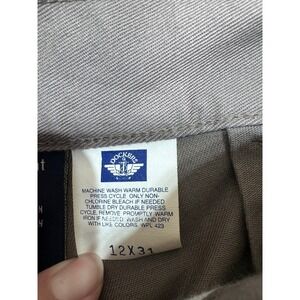 DOCKERS
MACHINE WASH WARM DURABLE
PRESS CYCLE. ONLY NON-
CHLORINE BLEACH IF NEEDED.
TUMBLE DRY DURABLE PRESS
CYCLE. REMOVE PROMPTLY. WARM
IRON IF NEEDED. WASH AND DRY
WITH LIKE COLORS. WPL 423
12X31